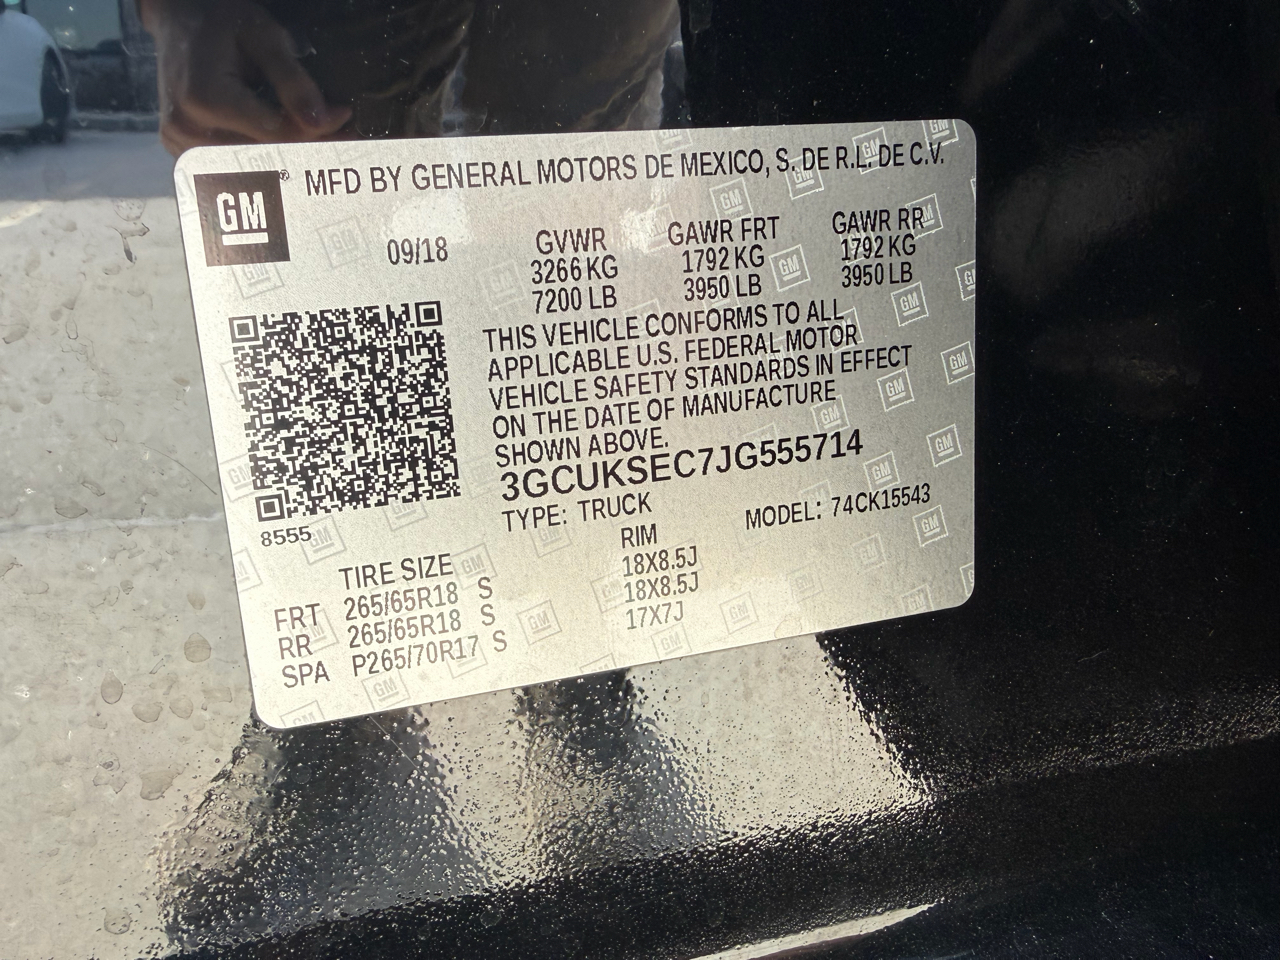 GM® MFD BY GENERAL MOTORS DE MEXICO, S. DE R.L. DE C.V.
09/18
GVWR
3266 KG
7200 LB
GAWR FRT
1792 KG
3950 LB
GAWR RR
1792 KG
3950 LB
THIS VEHICLE CONFORMS TO ALL
APPLICABLE U.S. FEDERAL MOTOR
VEHICLE SAFETY STANDARDS IN EFFECT
ON THE DATE OF MANUFACTURE
SHOWN ABOVE.
3GCUKSEC7JG555714
TYPE: TRUCK MODEL: 74CK15543
8555
TIRE SIZE RIM
FRT 265/65R18 S 18X8.5J
RR 265/65R18 S 18X8.5J
SPA P265/70R17 S 17X7J